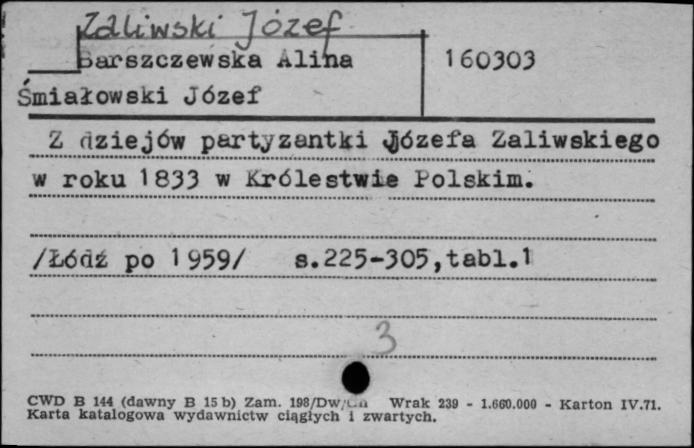 Zaliwski Józef
Barszczewska Alina 160303
Śmiałowski Józef
Z dziejów partyzantki Józefa Zaliwskiego
w roku 1833 w Królestwie Polskim.
/Łódź po 1959/ s.225-305,tabl.1
3
CWD B 144 (dawny B 15 b) Zam. 198/Dw/ Wrak 239 - 1.660.000 - Karton IV.71.
Karta katalogowa wydawnictw ciągłych i zwartych.